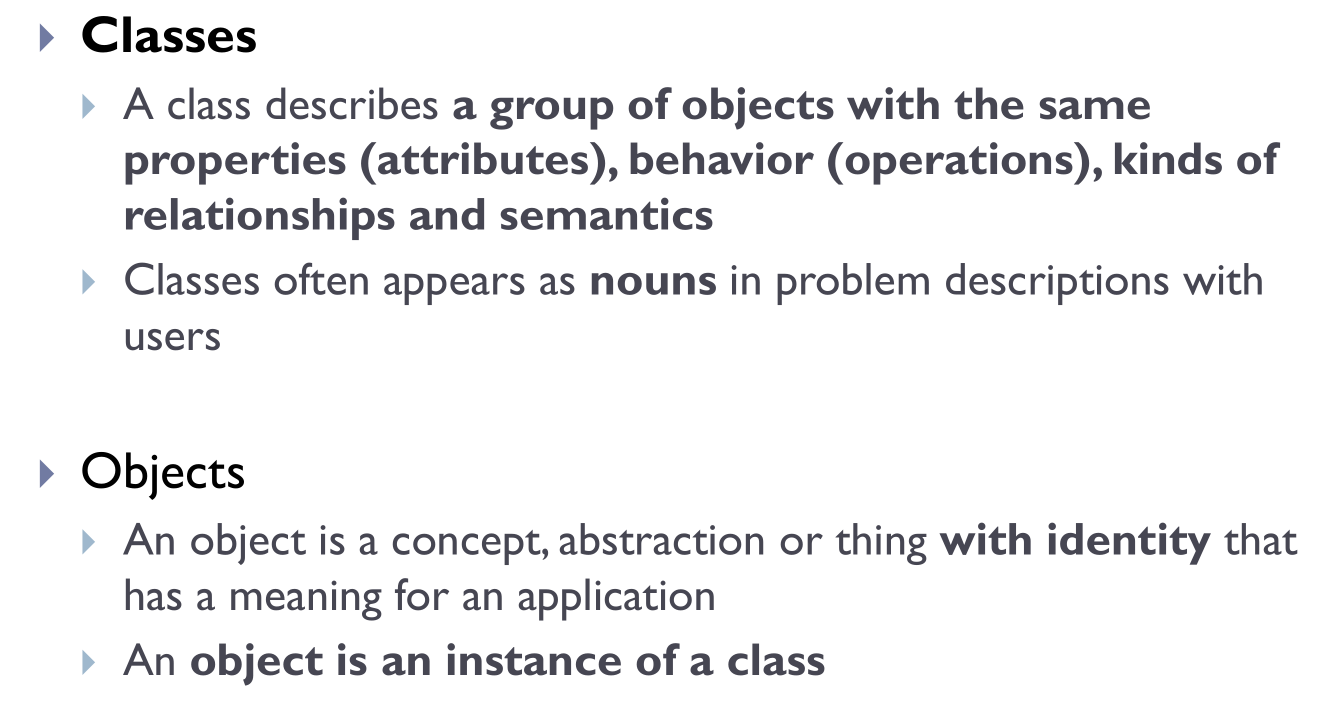 Classes
A class describes a group of objects with the same
properties (attributes), behavior (operations), kinds of
relationships and semantics
Classes often appears as nouns in problem descriptions with
users
Objects
An object is a concept, abstraction or thing with identity that
has a meaning for an application
An object is an instance of a class